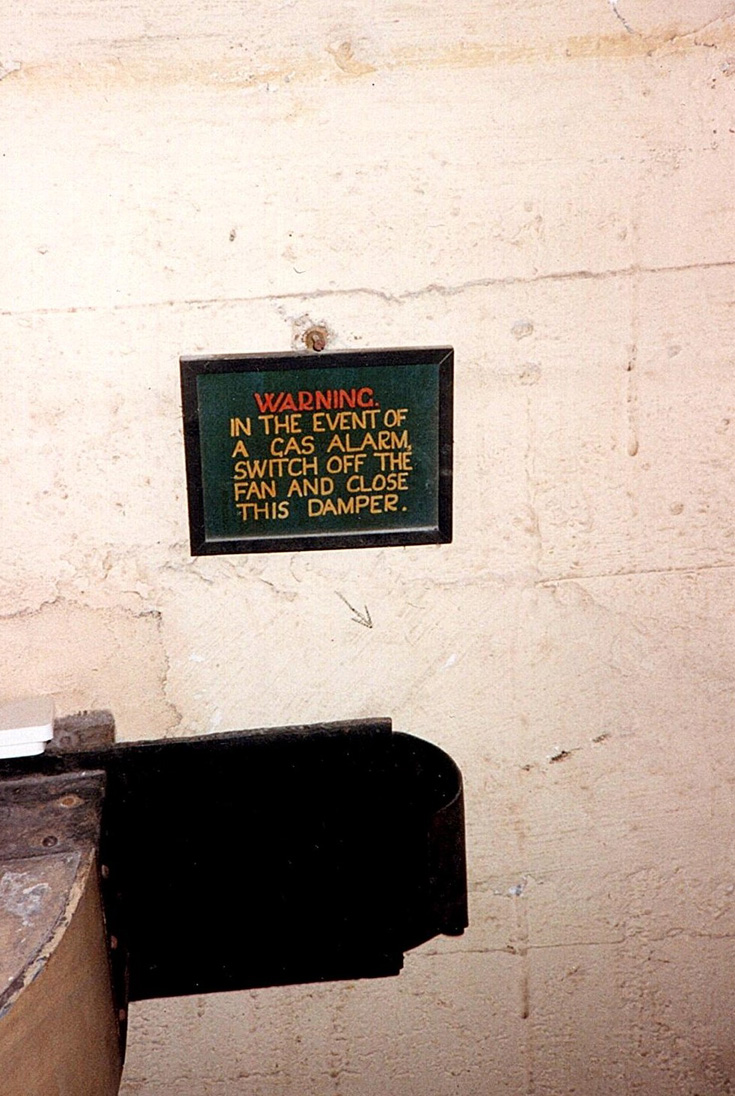 WARNING.
IN THE EVENT OF
A GAS ALARM,
SWITCH OFF THE
FAN AND CLOSE
THIS DAMPER.